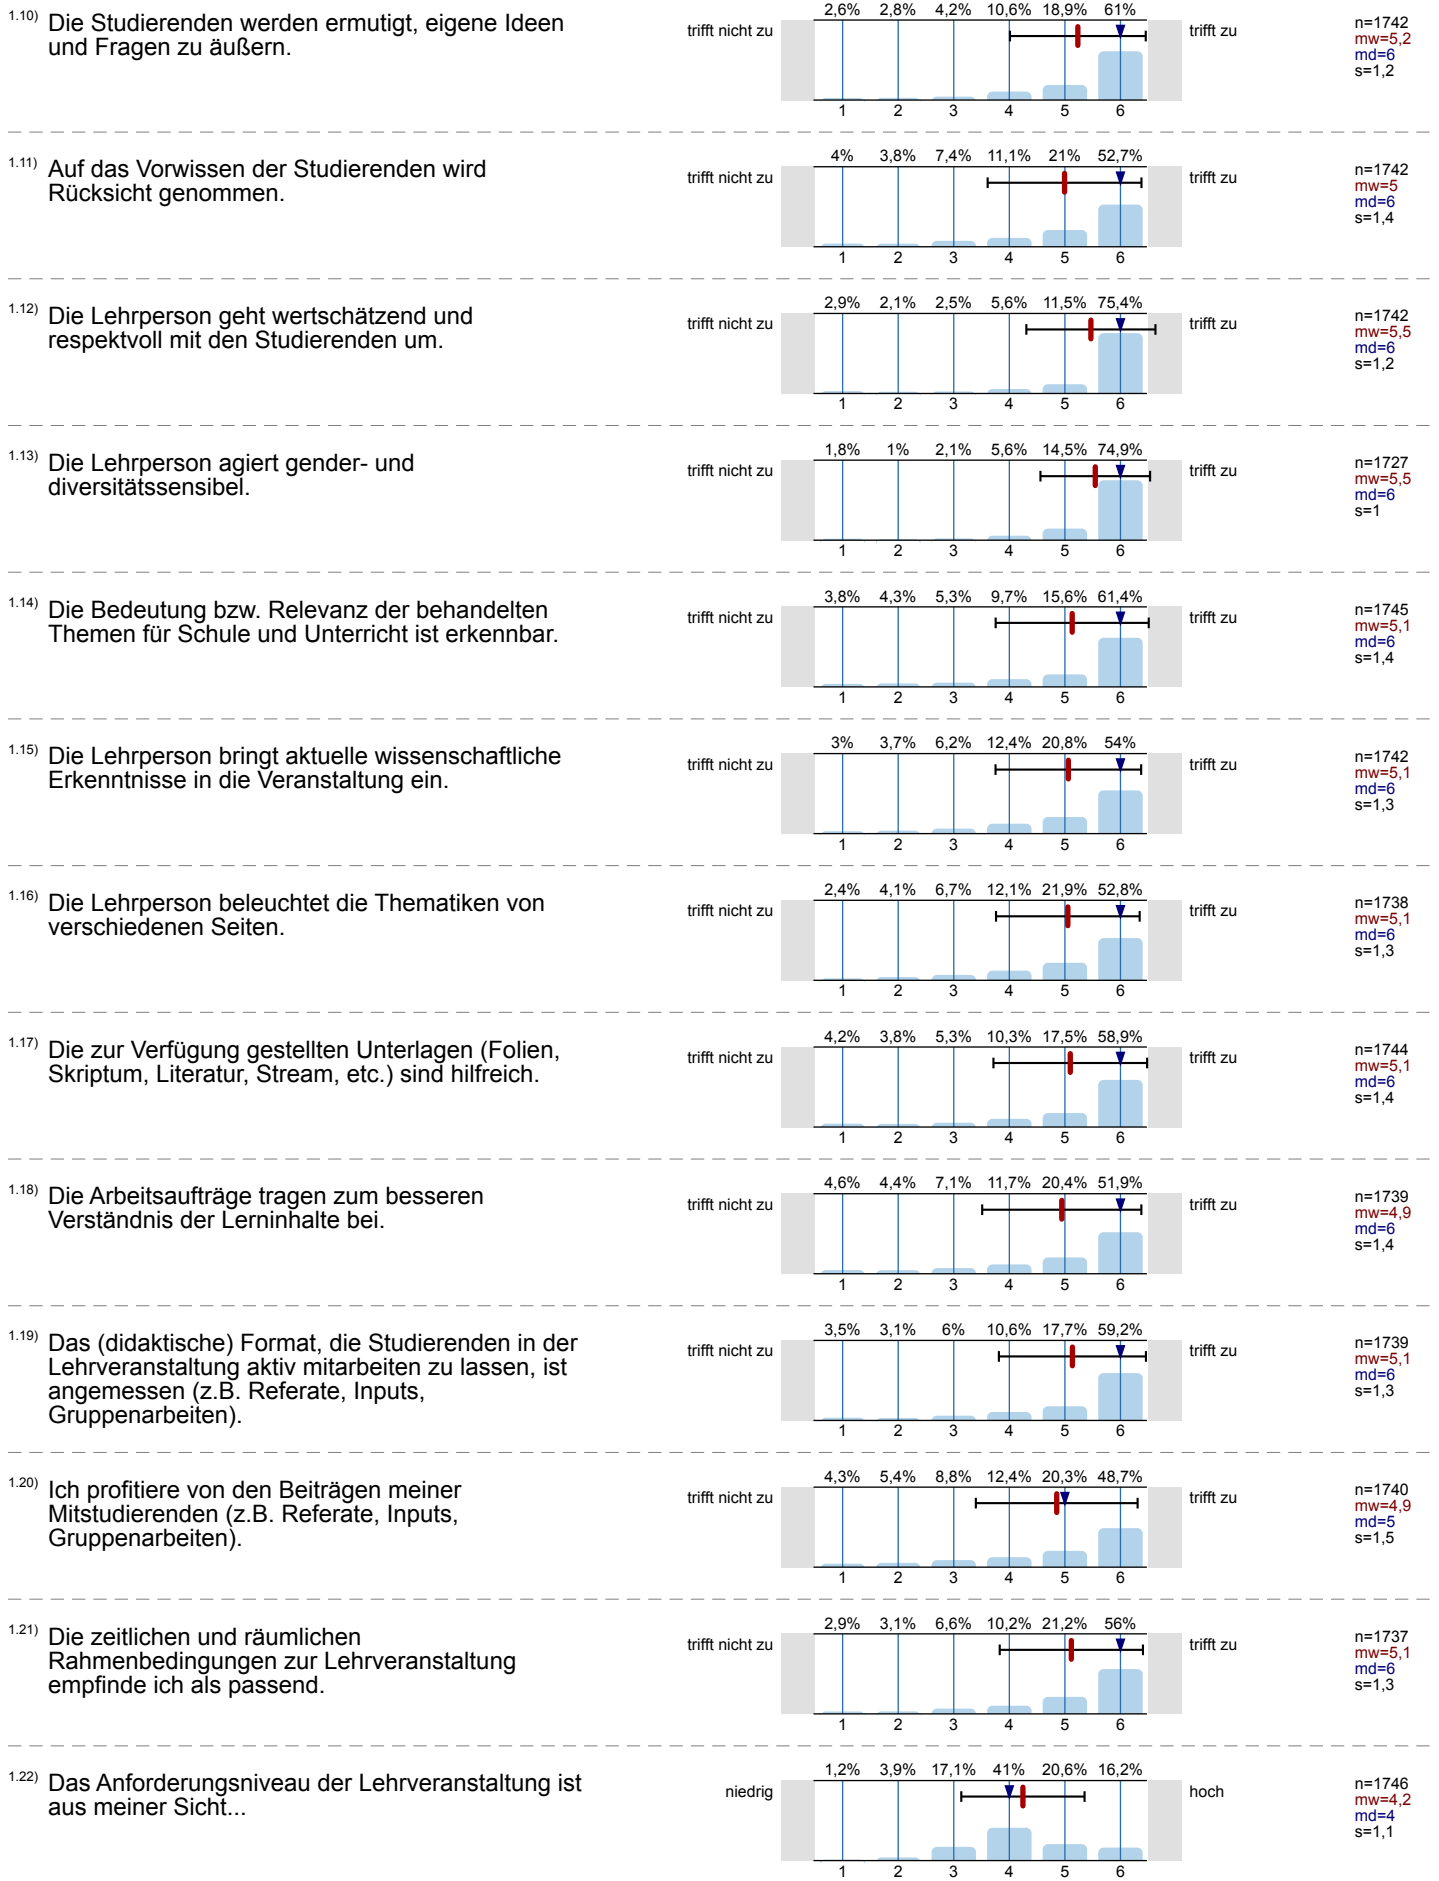 1.10) Die Studierenden werden ermutigt, eigene Ideen
und Fragen zu äußern.
trifft nicht zu
2,6% 2,8% 4,2% 10,6% 18,9% 61%
1 2 3 4 5 6
trifft zu
n=1742
mw=5,2
md=6
s=1,2
1.11) Auf das Vorwissen der Studierenden wird
Rücksicht genommen.
trifft nicht zu
4% 3,8% 7,4% 11,1% 21% 52,7%
1 2 3 4 5 6
trifft zu
n=1742
mw=5
md=6
s=1,4
1.12) Die Lehrperson geht wertschätzend und
respektvoll mit den Studierenden um.
trifft nicht zu
2,9% 2,1% 2,5% 5,6% 11,5% 75,4%
1 2 3 4 5 6
trifft zu
n=1742
mw=5,5
md=6
s=1,2
1.13) Die Lehrperson agiert gender- und
diversitätssensibel.
trifft nicht zu
1,8% 1% 2,1% 5,6% 14,5% 74,9%
1 2 3 4 5 6
trifft zu
n=1727
mw=5,5
md=6
s=1
1.14) Die Bedeutung bzw. Relevanz der behandelten
Themen für Schule und Unterricht ist erkennbar.
trifft nicht zu
3,8% 4,3% 5,3% 9,7% 15,6% 61,4%
1 2 3 4 5 6
trifft zu
n=1745
mw=5,1
md=6
s=1,4
1.15) Die Lehrperson bringt aktuelle wissenschaftliche
Erkenntnisse in die Veranstaltung ein.
trifft nicht zu
3% 3,7% 6,2% 12,4% 20,8% 54%
1 2 3 4 5 6
trifft zu
n=1742
mw=5,1
md=6
s=1,3
1.16) Die Lehrperson beleuchtet die Thematiken von
verschiedenen Seiten.
trifft nicht zu
2,4% 4,1% 6,7% 12,1% 21,9% 52,8%
1 2 3 4 5 6
trifft zu
n=1738
mw=5,1
md=6
s=1,3
1.17) Die zur Verfügung gestellten Unterlagen (Folien,
Skriptum, Literatur, Stream, etc.) sind hilfreich.
trifft nicht zu
4,2% 3,8% 5,3% 10,3% 17,5% 58,9%
1 2 3 4 5 6
trifft zu
n=1744
mw=5,1
md=6
s=1,4
1.18) Die Arbeitsaufträge tragen zum besseren
Verständnis der Lerninhalte bei.
trifft nicht zu
4,6% 4,4% 7,1% 11,7% 20,4% 51,9%
1 2 3 4 5 6
trifft zu
n=1739
mw=4,9
md=6
s=1,4
1.19) Das (didaktische) Format, die Studierenden in der
Lehrveranstaltung aktiv mitarbeiten zu lassen, ist
angemessen (z.B. Referate, Inputs,
Gruppenarbeiten).
trifft nicht zu
3,5% 3,1% 6% 10,6% 17,7% 59,2%
1 2 3 4 5 6
trifft zu
n=1739
mw=5,1
md=6
s=1,3
1.20) Ich profitiere von den Beiträgen meiner
Mitstudierenden (z.B. Referate, Inputs,
Gruppenarbeiten).
trifft nicht zu
4,3% 5,4% 8,8% 12,4% 20,3% 48,7%
1 2 3 4 5 6
trifft zu
n=1740
mw=4,9
md=5
s=1,5
1.21) Die zeitlichen und räumlichen
Rahmenbedingungen zur Lehrveranstaltung
empfinde ich als passend.
trifft nicht zu
2,9% 3,1% 6,6% 10,2% 21,2% 56%
1 2 3 4 5 6
trifft zu
n=1737
mw=5,1
md=6
s=1,3
1.22) Das Anforderungsniveau der Lehrveranstaltung ist
aus meiner Sicht...
niedrig
1,2% 3,9% 17,1% 41% 20,6% 16,2%
1 2 3 4 5 6
hoch
n=1746
mw=4,2
md=4
s=1,1